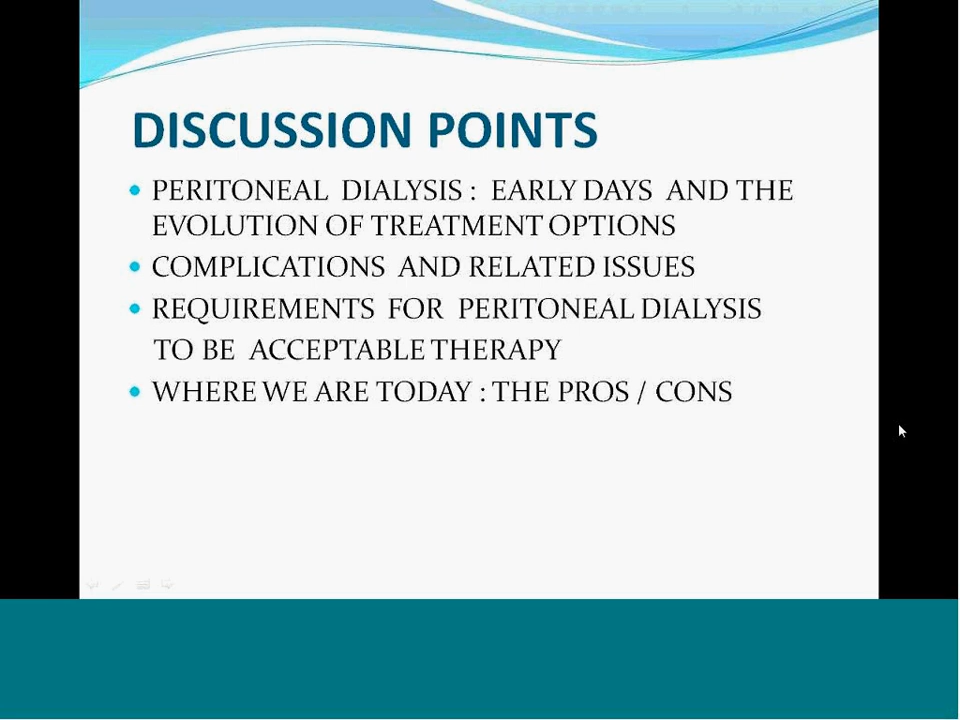 DISCUSSION POINTS
• PERITONEAL DIALYSIS : EARLY DAYS AND THE
EVOLUTION OF TREATMENT OPTIONS
• COMPLICATIONS AND RELATED ISSUES
• REQUIREMENTS FOR PERITONEAL DIALYSIS
TO BE ACCEPTABLE THERAPY
• WHERE WE ARE TODAY : THE PROS / CONS